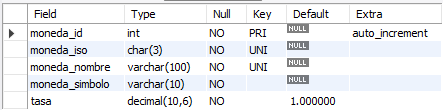 Field Type Null Key Default Extra
moneda_id int NO PRI NULL auto_increment
moneda_iso char(3) NO UNI NULL
moneda_nombre varchar(100) NO UNI NULL
moneda_simbolo varchar(10) NO NULL
tasa decimal(10,6) NO 1.000000